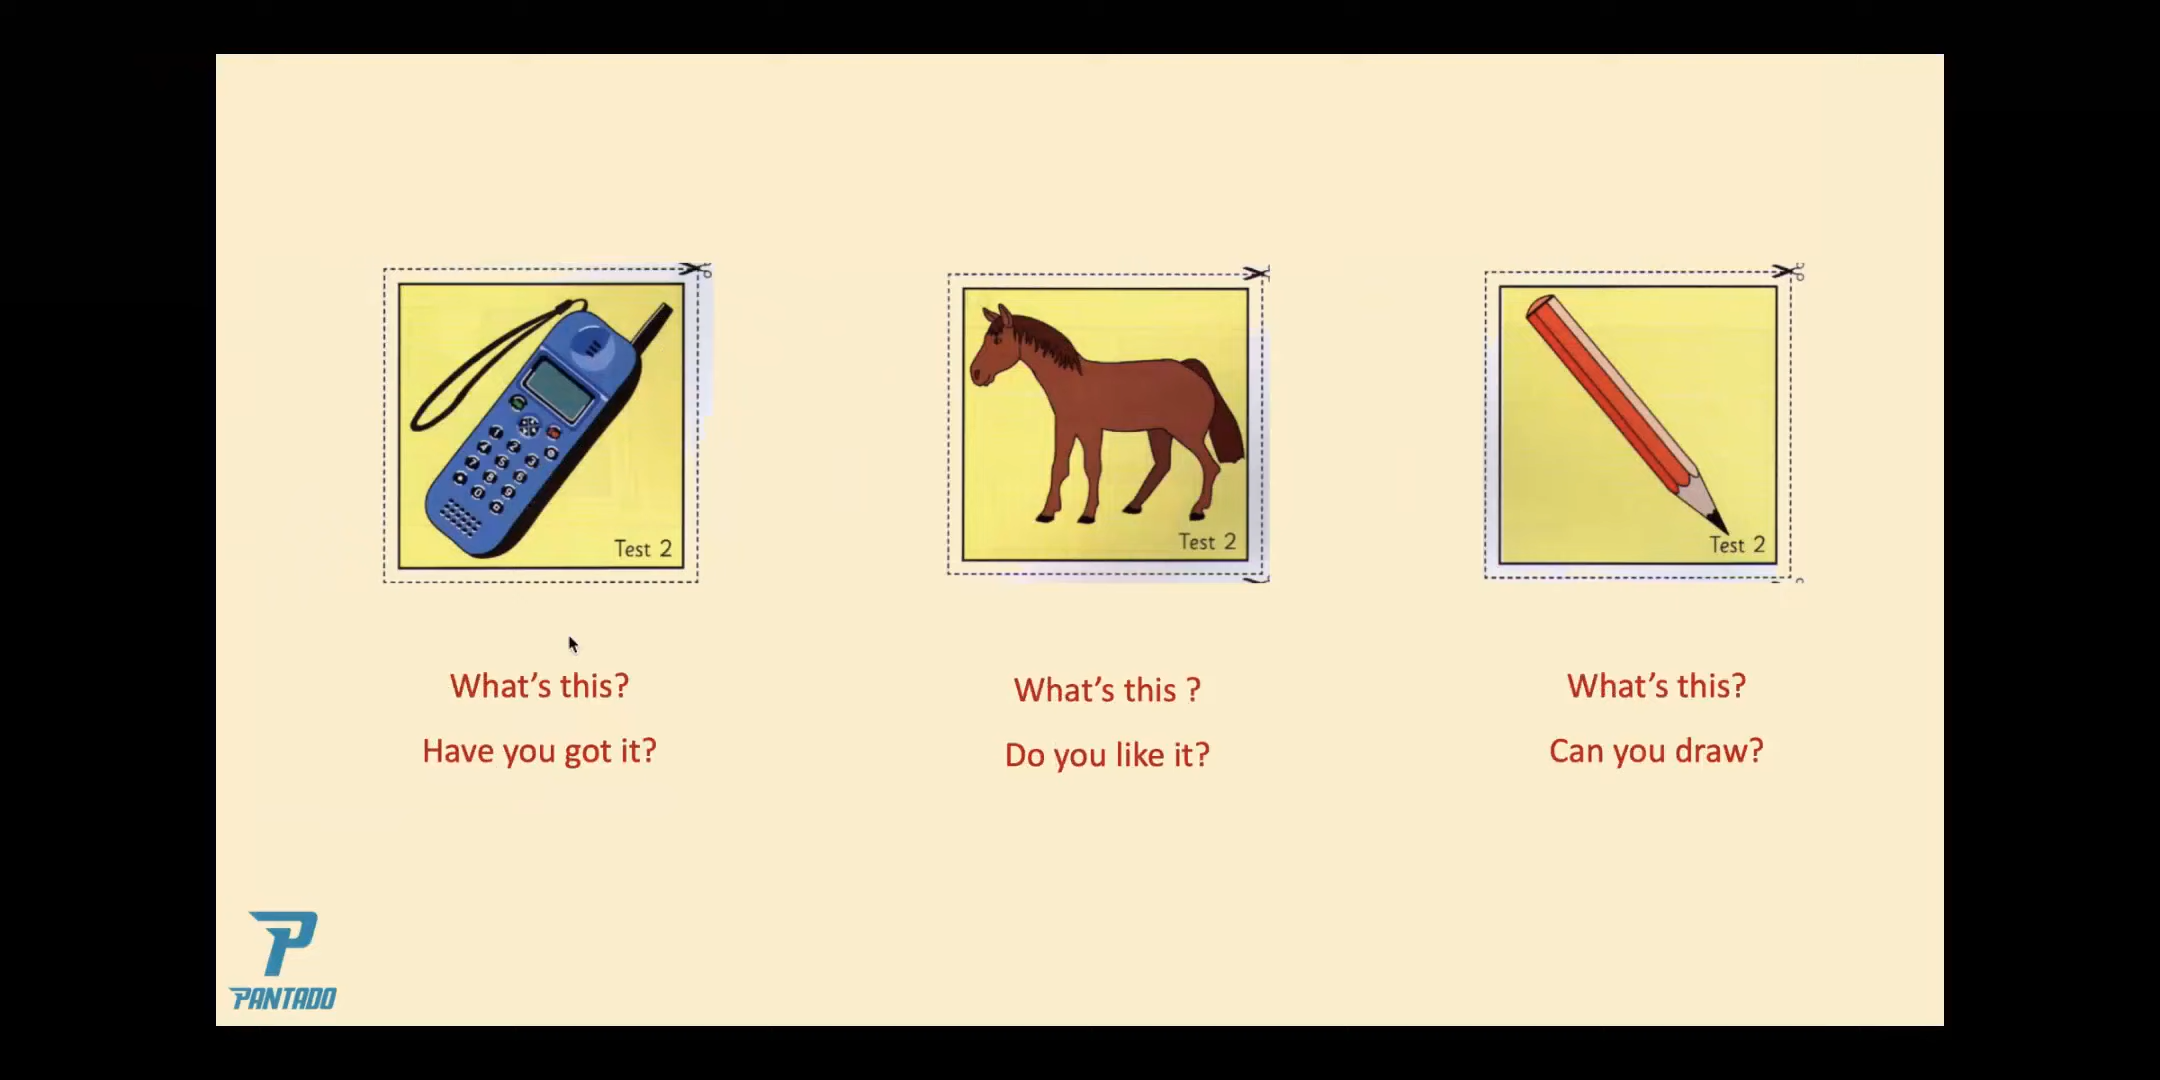 Test 2
What's this?
Have you got it?
Test 2
What's this ?
Do you like it?
Test 2
What's this?
Can you draw?
PANTADO